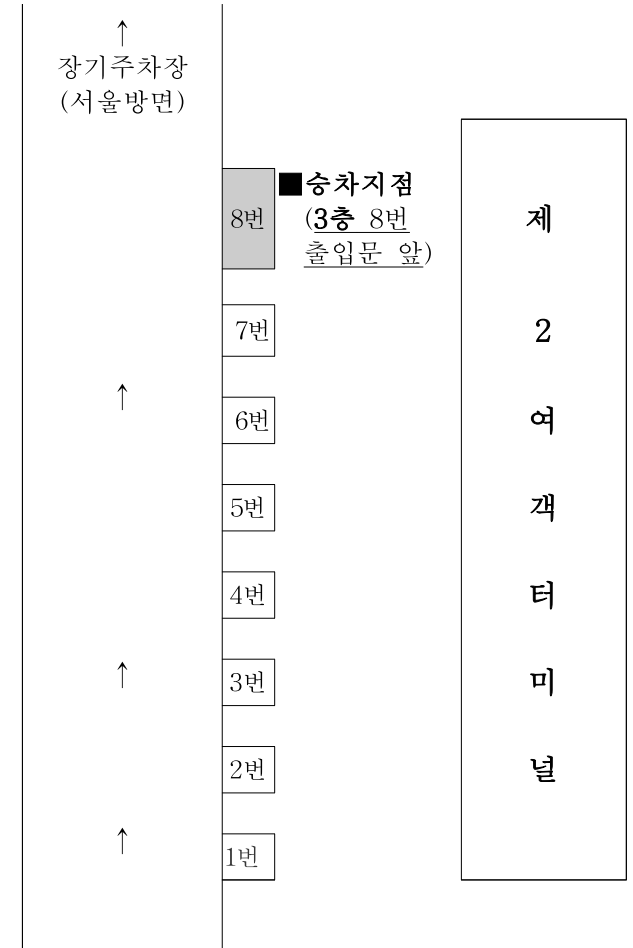 ↑
장기주차장
(서울방면)
■승차지점
(3층 8번
출입문 앞)
8번
7번
↑
6번
5번
4번
↑
3번
2번
↑
1번
제
2
여
객
터
미
널